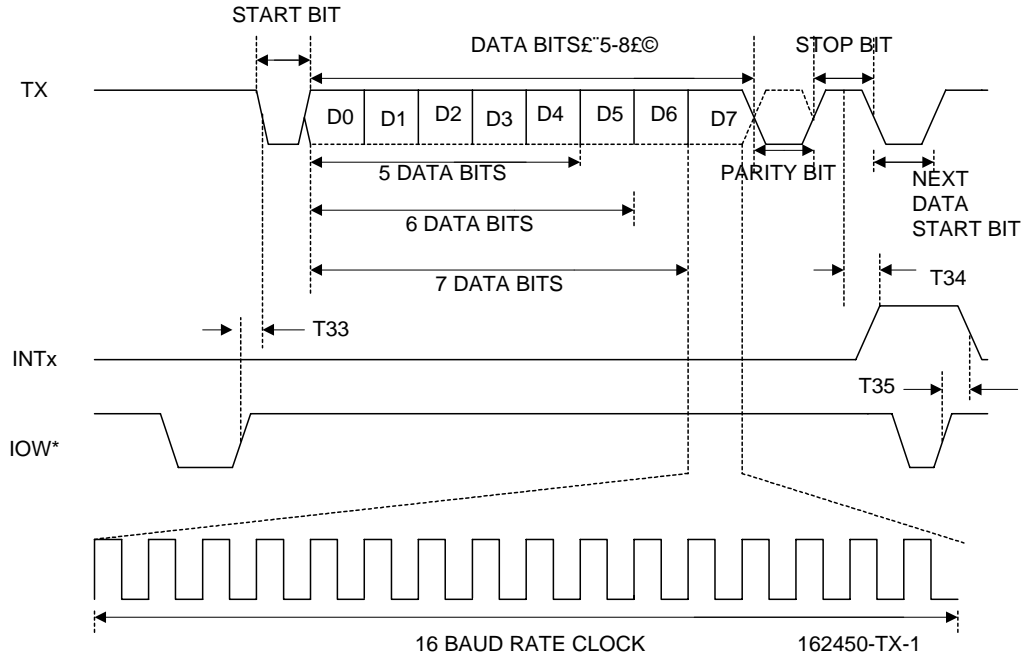 START BIT
DATA BITS£¨5-8£©
STOP BIT
TX
D0
D1
D2
D3
D4
D5
D6
D7
5 DATA BITS
PARITY BIT
NEXT
DATA
START BIT
6 DATA BITS
7 DATA BITS
T34
T33
INTx
T35
IOW*
16 BAUD RATE CLOCK
162450-TX-1